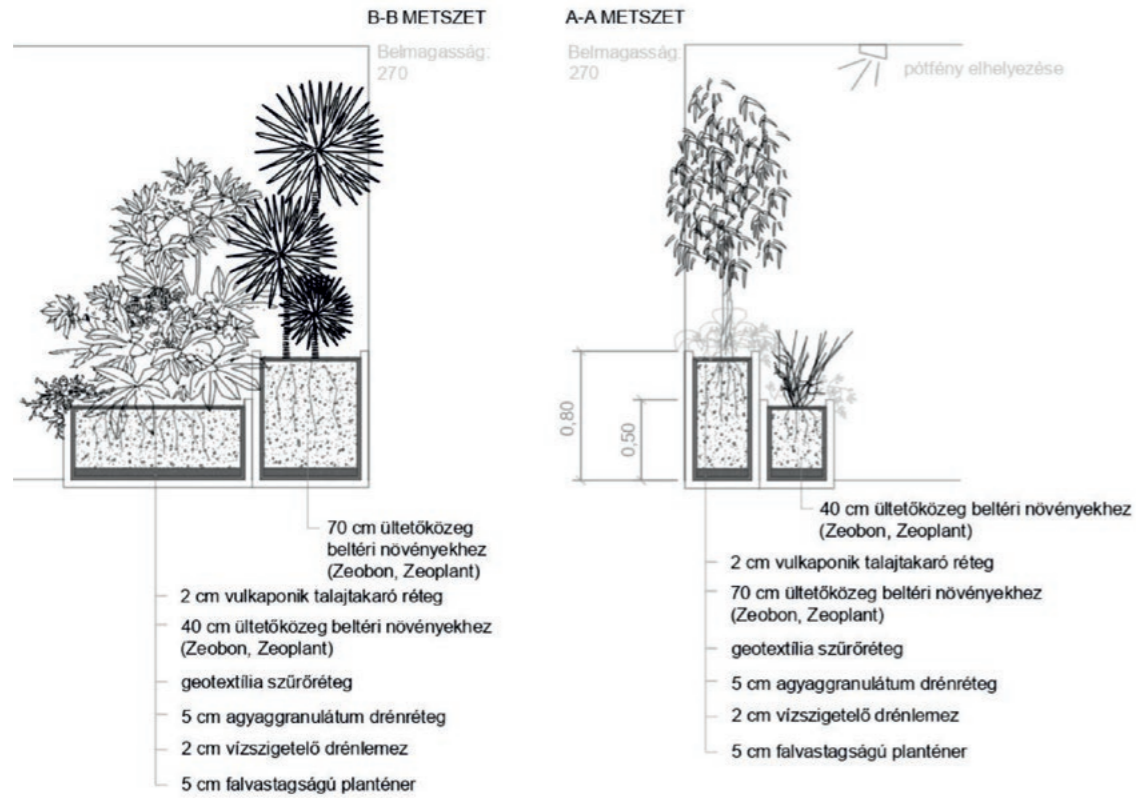 B-B METSZET
Belmagasság:
270
70 cm ültetőközeg
beltéri növényekhez
(Zeobon, Zeoplant)
2 cm vulkaponik talajtakaró réteg
40 cm ültetőközeg beltéri növényekhez
(Zeobon, Zeoplant)
geotextília szűrőréteg
5 cm agyaggranulátum drénréteg
2 cm vízszigetelő drénlemez
5 cm falvastagságú planténer
A-A METSZET
Belmagasság:
270
pótfény elhelyezése
0,80
0,50
40 cm ültetőközeg beltéri növényekhez
(Zeobon, Zeoplant)
2 cm vulkaponik talajtakaró réteg
70 cm ültetőközeg beltéri növényekhez
(Zeobon, Zeoplant)
geotextília szűrőréteg
5 cm agyaggranulátum drénréteg
2 cm vízszigetelő drénlemez
5 cm falvastagságú planténer